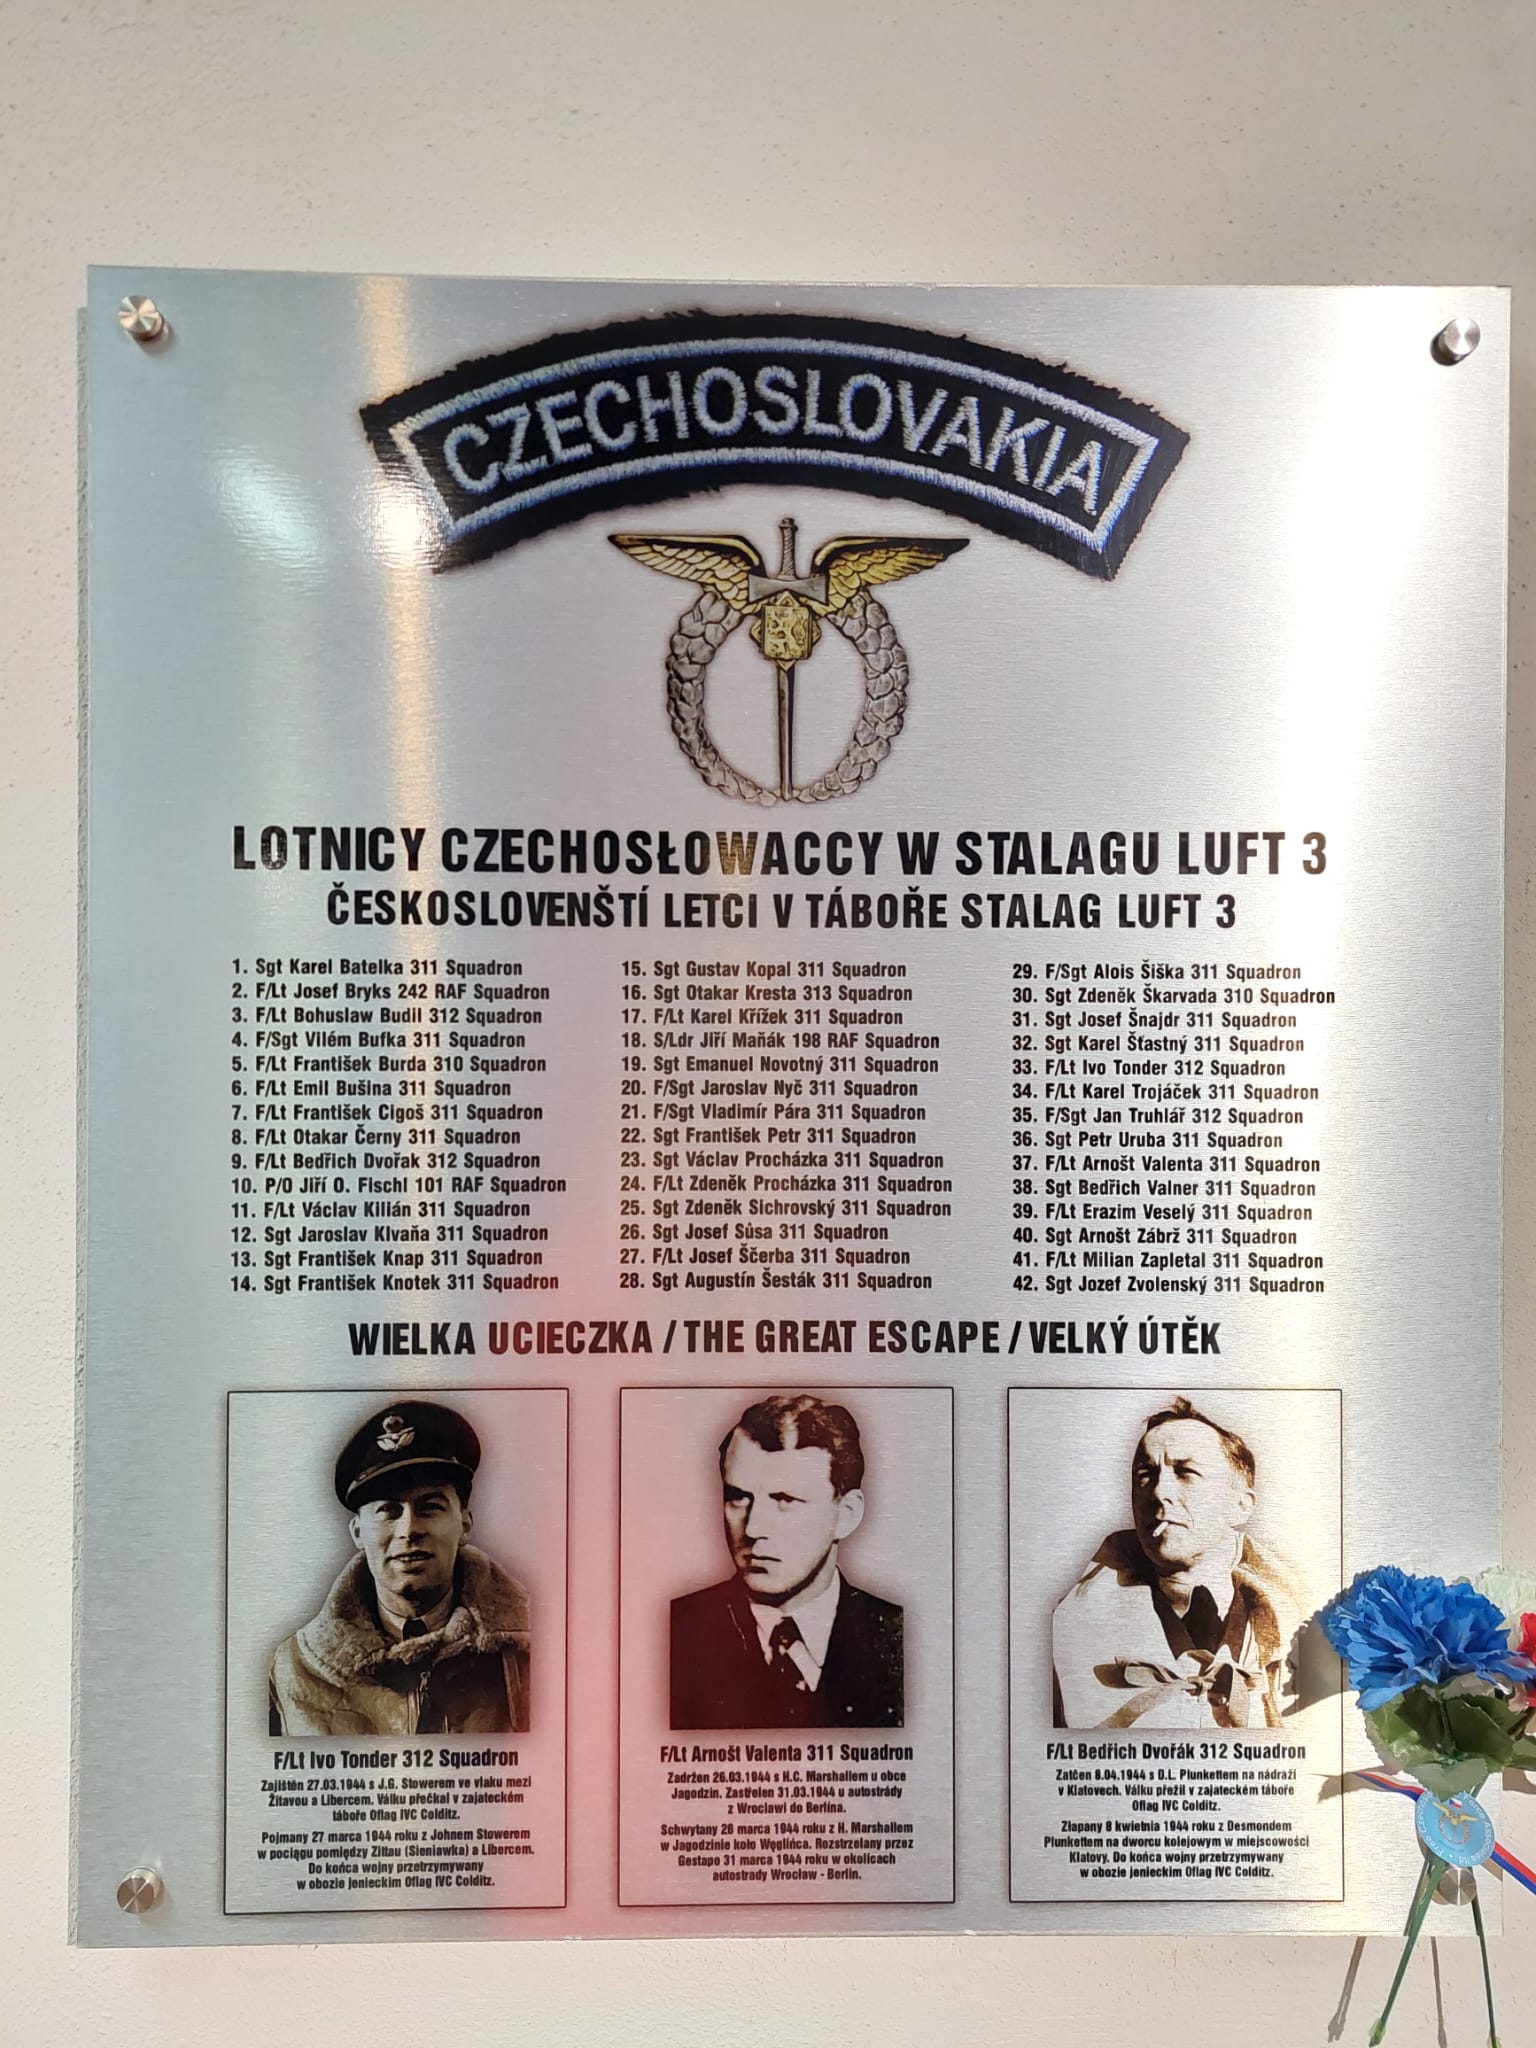 CZECHOSLOVAKIA
LOTNICY CZECHOSŁOWACCY W STALAGU LUFT 3
ČESKOSLOVENŠTÍ LETCI V TÁBOŘE STALAG LUFT 3
1. Sgt Karel Batelka 311 Squadron
2. F/Lt Josef Bryks 242 RAF Squadron
3. F/Lt Bohuslaw Budil 312 Squadron
4. F/Sgt Vilém Bufka 311 Squadron
5. F/Lt František Burda 310 Squadron
6. F/Lt Emil Bušina 311 Squadron
7. F/Lt František Cigoš 311 Squadron
8. F/Lt Otakar Černy 311 Squadron
9. F/Lt Bedřich Dvořak 312 Squadron
10. P/O Jiří O. Fischl 101 RAF Squadron
11. F/Lt Václav Kilián 311 Squadron
12. Sgt Jaroslav Klvaňa 311 Squadron
13. Sgt František Knap 311 Squadron
14. Sgt František Knotek 311 Squadron
15. Sgt Gustav Kopal 311 Squadron
16. Sgt Otakar Kresta 313 Squadron
17. F/Lt Karel Křížek 311 Squadron
18. S/Ldr Jiří Maňák 198 RAF Squadron
19. Sgt Emanuel Novotný 311 Squadron
20. F/Sgt Jaroslav Nyč 311 Squadron
21. F/Sgt Vladimír Pára 311 Squadron
22. Sgt František Petr 311 Squadron
23. Sgt Václav Procházka 311 Squadron
24. F/Lt Zdeněk Procházka 311 Squadron
25. Sgt Zdeněk Sichrovský 311 Squadron
26. Sgt Josef Sůsa 311 Squadron
27. F/Lt Josef Ščerba 311 Squadron
28. Sgt Augustín Šesták 311 Squadron
29. F/Sgt Alois Šiška 311 Squadron
30. Sgt Zdeněk Škarvada 310 Squadron
31. Sgt Josef Šnajdr 311 Squadron
32. Sgt Karel Šťastný 311 Squadron
33. F/Lt Ivo Tonder 312 Squadron
34. F/Lt Karel Trojáček 311 Squadron
35. F/Sgt Jan Truhlář 312 Squadron
36. Sgt Petr Uruba 311 Squadron
37. F/Lt Arnošt Valenta 311 Squadron
38. Sgt Bedřich Valner 311 Squadron
39. F/Lt Erazim Veselý 311 Squadron
40. Sgt Arnošt Zábrž 311 Squadron
41. F/Lt Milian Zapletal 311 Squadron
42. Sgt Jozef Zvolenský 311 Squadron
WIELKA UCIECZKA / THE GREAT ESCAPE / VELKÝ ÚTĚK
F/Lt Ivo Tonder 312 Squadron
Zajištěn 27.03.1944 s J.G. Stowerem ve vlaku mezi
Žitavou a Libercem. Válku přečkal v zajateckém
táboře Oflag IVC Colditz.
Pojmany 27 marca 1944 roku z Johnem Stowerem
w pociągu pomiędzy Zittau (Sieniawka) a Libercem.
Do końca wojny przetrzymywany
w obozie jenieckim Oflag IVC Colditz.
F/Lt Arnošt Valenta 311 Squadron
Zadržen 26.03.1944 s H.C. Marshallem u obce
Jagodzin. Zastřelen 31.03.1944 u autostrády
z Wroclawi do Berlína.
Schwytany 26 marca 1944 roku z H. Marshallem
w Jagodzinie koło Węglińca. Rozstrzelany przez
Gestapo 31 marca 1944 roku w okolicach
autostrady Wrocław - Berlin.
F/Lt Bedřich Dvořák 312 Squadron
Zatčen 8.04.1944 s D.L. Plunkettem na nádraží
v Klatovech. Válku přežil v zajateckém táboře
Oflag IVC Colditz.
Złapany 8 kwietnia 1944 roku z Desmondem
Plunkettem na dworcu kolejowym w miejscowości
Klatovy. Do końca wojny przetrzymywany
w obozie jenieckim Oflag IVC Colditz.
Free